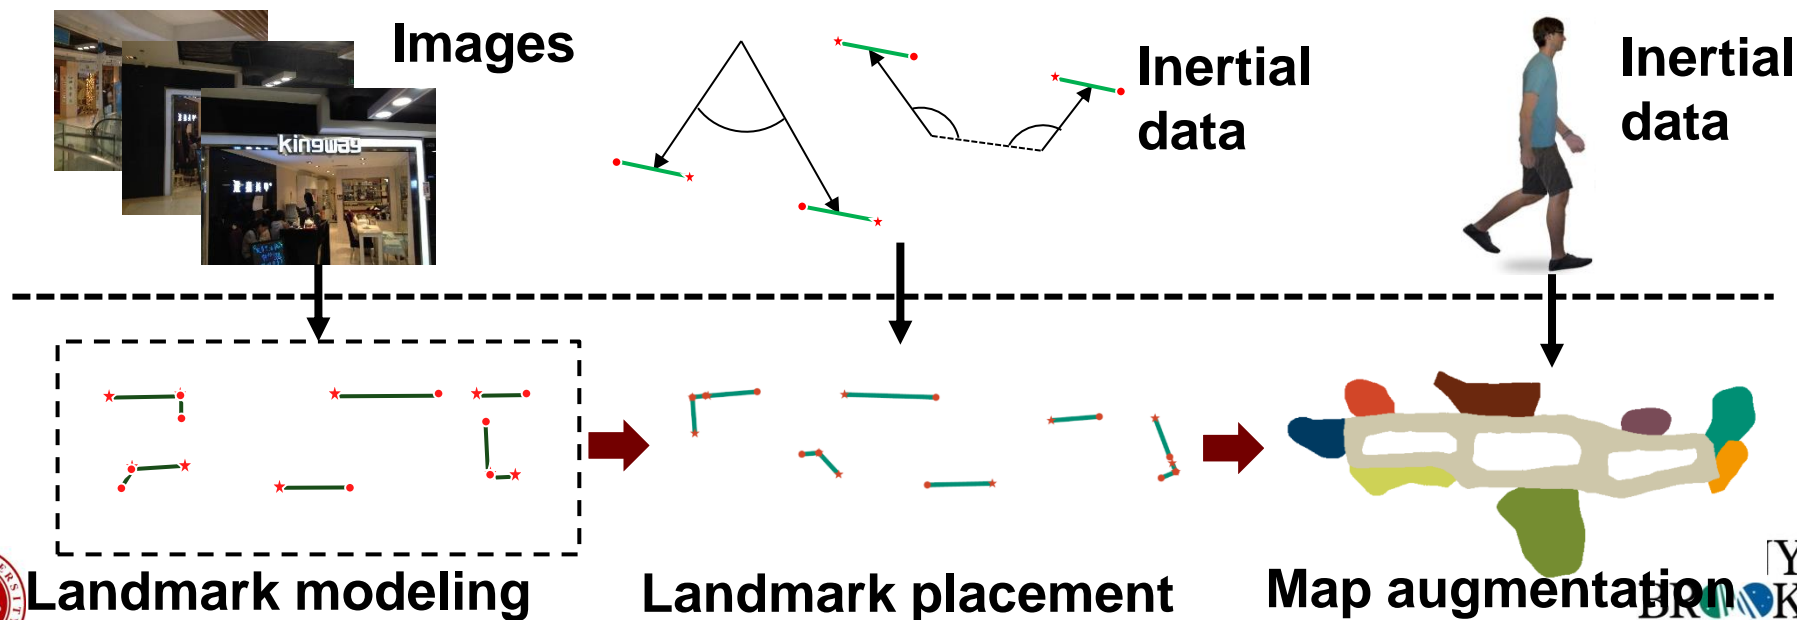 Images
Inertial
data
Inertial
data
kingway
Landmark modeling
Landmark placement
Map augmentation